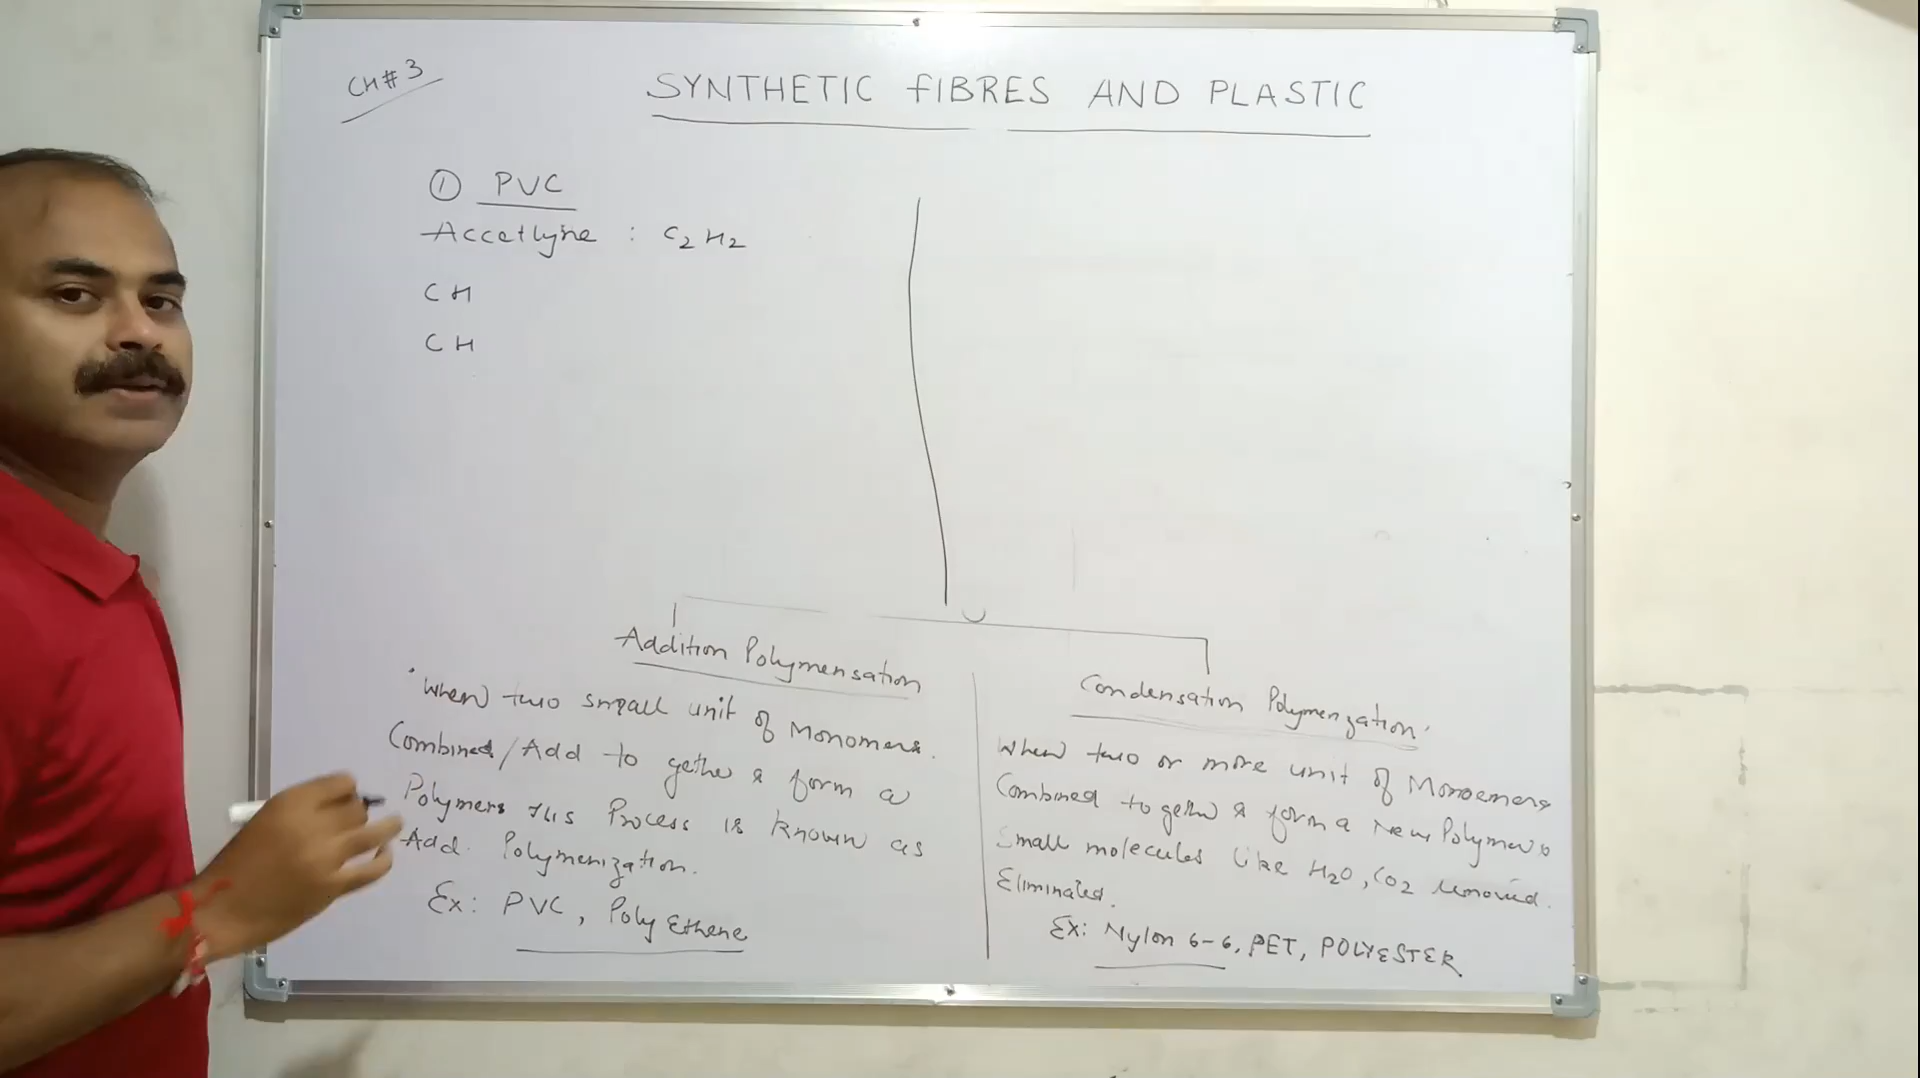 CH#3
SYNTHETIC FIBRES AND PLASTIC
① PVC
Accetlyne : C2H2
CH
CH
Addition Polymensation
"When two small unit of Monomers.
Combined/Add to gether & form a
Polymers this Process is known as
Add. Polymenization.
Ex: PVC, Poly Ethene
Condensation Polymenzation.
When two or more unit of Monoemers
Combined to gether & form a New Polymers
Small molecules like H2O, CO2 removed.
Eliminated.
Ex: Nylon 6-6, PET, POLYESTER